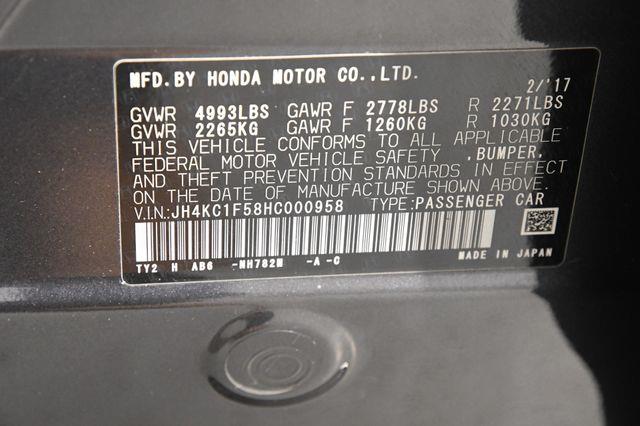 MFD.BY HONDA MOTOR CO.,LTD. 2/'17
GVWR 4993LBS GAWR F 2778LBS R 2271LBS
GVWR 2265KG GAWR F 1260KG R 1030KG
THIS VEHICLE CONFORMS TO ALL APPLICABLE
FEDERAL MOTOR VEHICLE SAFETY ,BUMPER,
AND THEFT PREVENTION STANDARDS IN EFFECT
ON THE DATE OF MANUFACTURE SHOWN ABOVE.
V.I.N:JH4KC1F58HC000958 TYPE:PASSENGER CAR
TY2 H AB6 -NH782M -A -C MADE IN JAPAN